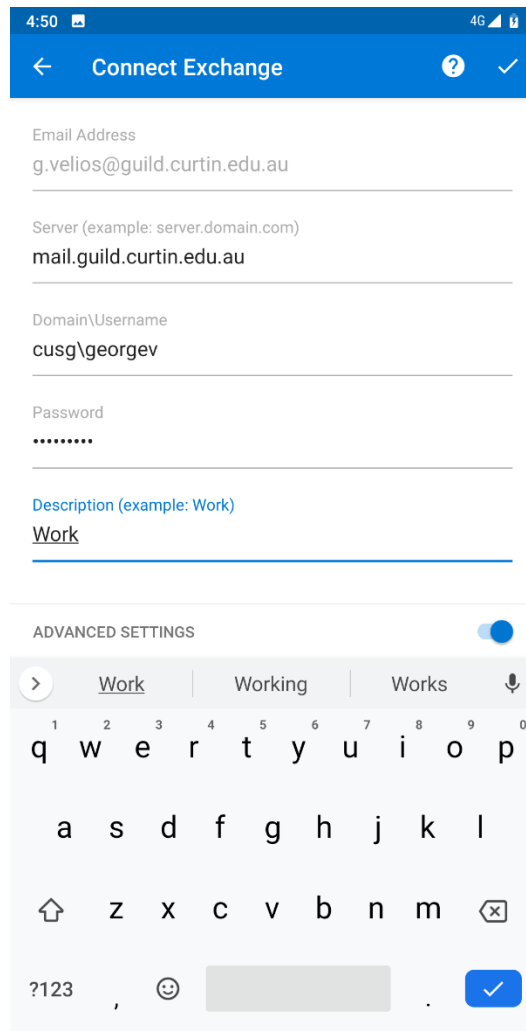 4:50 4G
Connect Exchange ?
Email Address
g.velios@guild.curtin.edu.au
Server (example: server.domain.com)
mail.guild.curtin.edu.au
Domain\Username
cusg\georgev
Password
•••••••••
Description (example: Work)
Work
ADVANCED SETTINGS
Work Working Works
1 2 3 4 5 6 7 8 9 0
q w e r t y u i o p
a s d f g h j k l
z x c v b n m
?123 , .